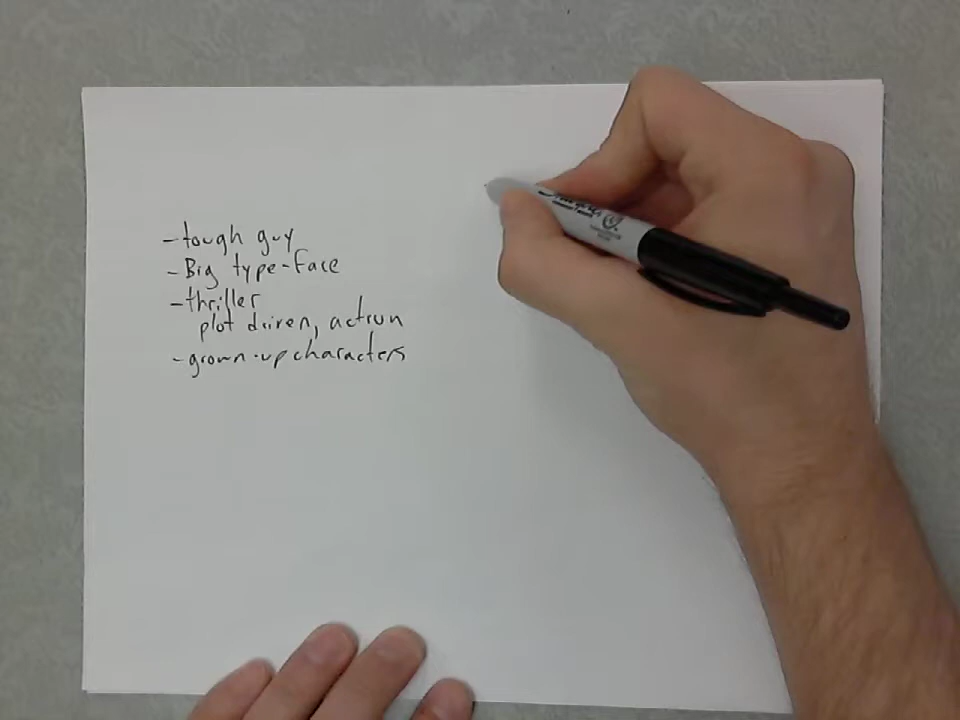 -tough guy
-Big type-face
-thriller
plot driven, action
-grown-up characters